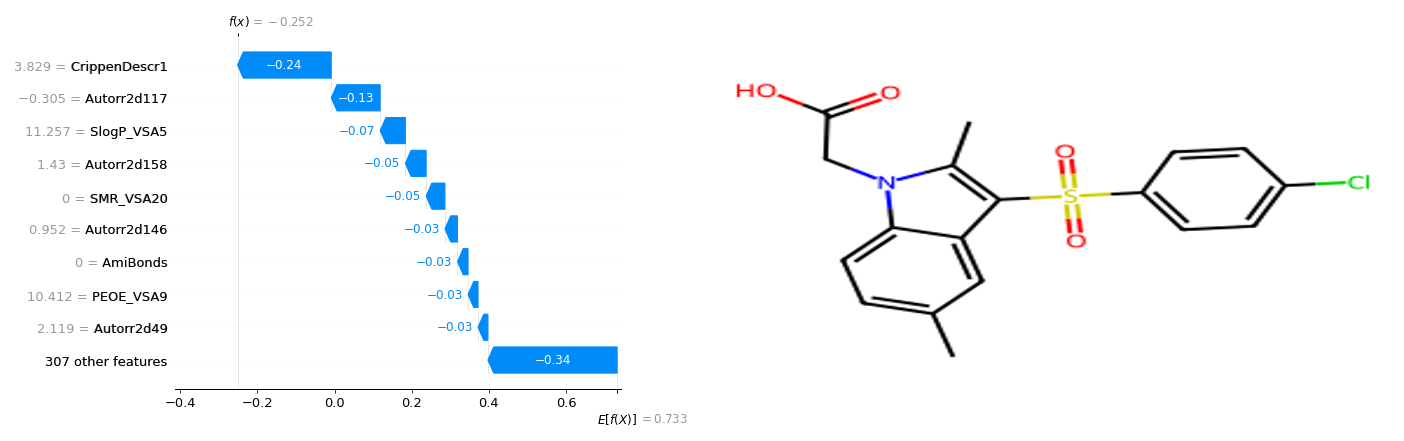 f(x) = −0.252
3.829 = CrippenDescr1
−0.24
−0.305 = Autorr2d117
−0.13
11.257 = SlogP_VSA5
−0.07
1.43 = Autorr2d158
−0.05
0 = SMR_VSA20
−0.05
0.952 = Autorr2d146
−0.03
0 = AmiBonds
−0.03
10.412 = PEOE_VSA9
−0.03
2.119 = Autorr2d49
−0.03
307 other features
−0.34
−0.4 −0.2 0.0 0.2 0.4 0.6
E[f(X)] = 0.733
HO
O
N
O
S
O
Cl